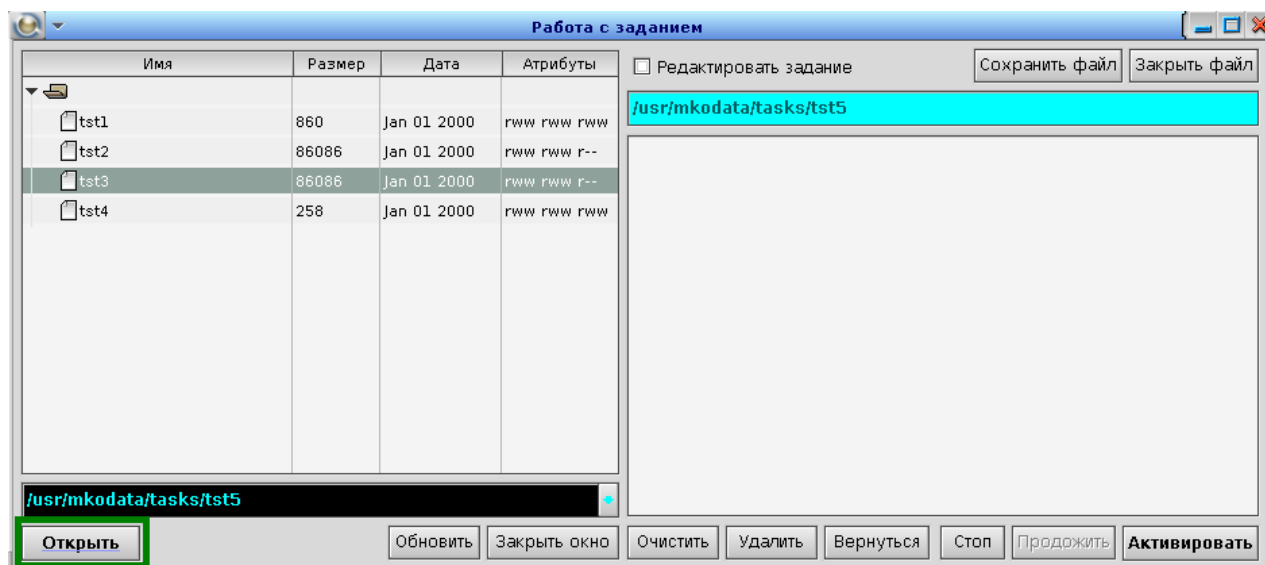 Работа с заданием
Имя Размер Дата Атрибуты
tst1 860 Jan 01 2000 rww rww rww
tst2 86086 Jan 01 2000 rww rww r--
tst3 86086 Jan 01 2000 rww rww r--
tst4 258 Jan 01 2000 rww rww rww
/usr/mkodata/tasks/tst5
Открыть Обновить Закрыть окно
Редактировать задание Сохранить файл Закрыть файл
/usr/mkodata/tasks/tst5
Очистить Удалить Вернуться Стоп Продолжить Активировать